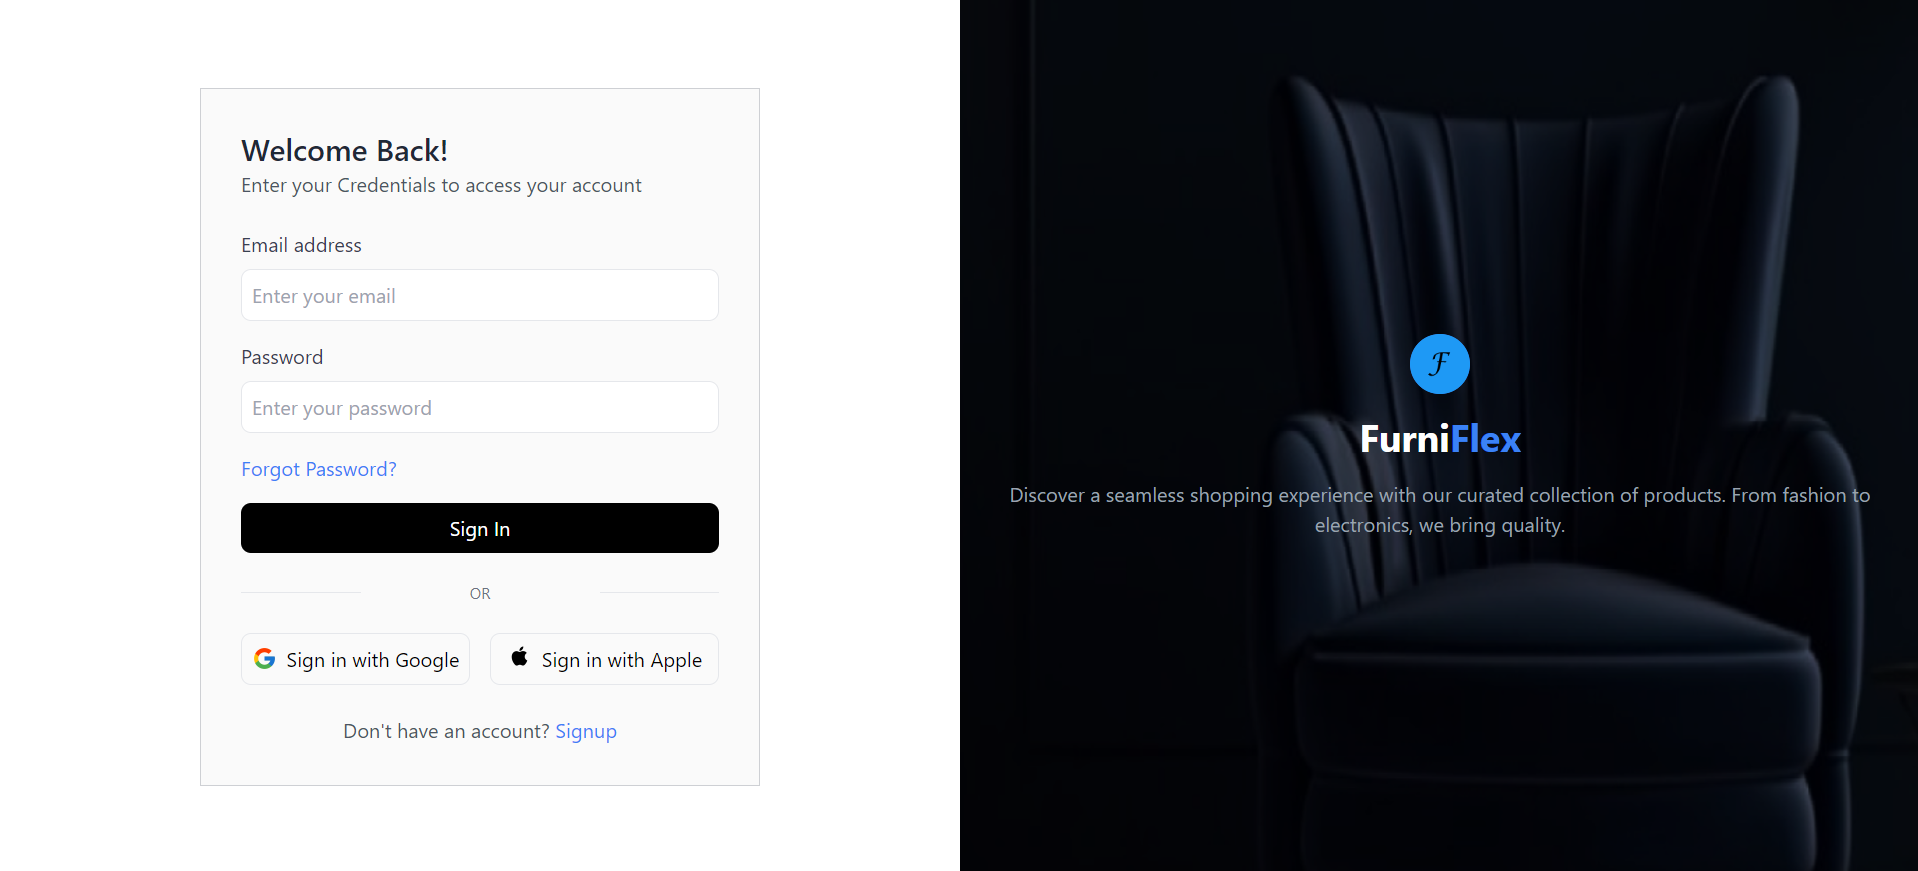 Welcome Back!
Enter your Credentials to access your account
Email address
Enter your email
Password
Enter your password
Forgot Password?
Sign In
OR
Sign in with Google
Sign in with Apple
Don't have an account? Signup
ℱ
FurniFlex
Discover a seamless shopping experience with our curated collection of products. From fashion to
electronics, we bring quality.